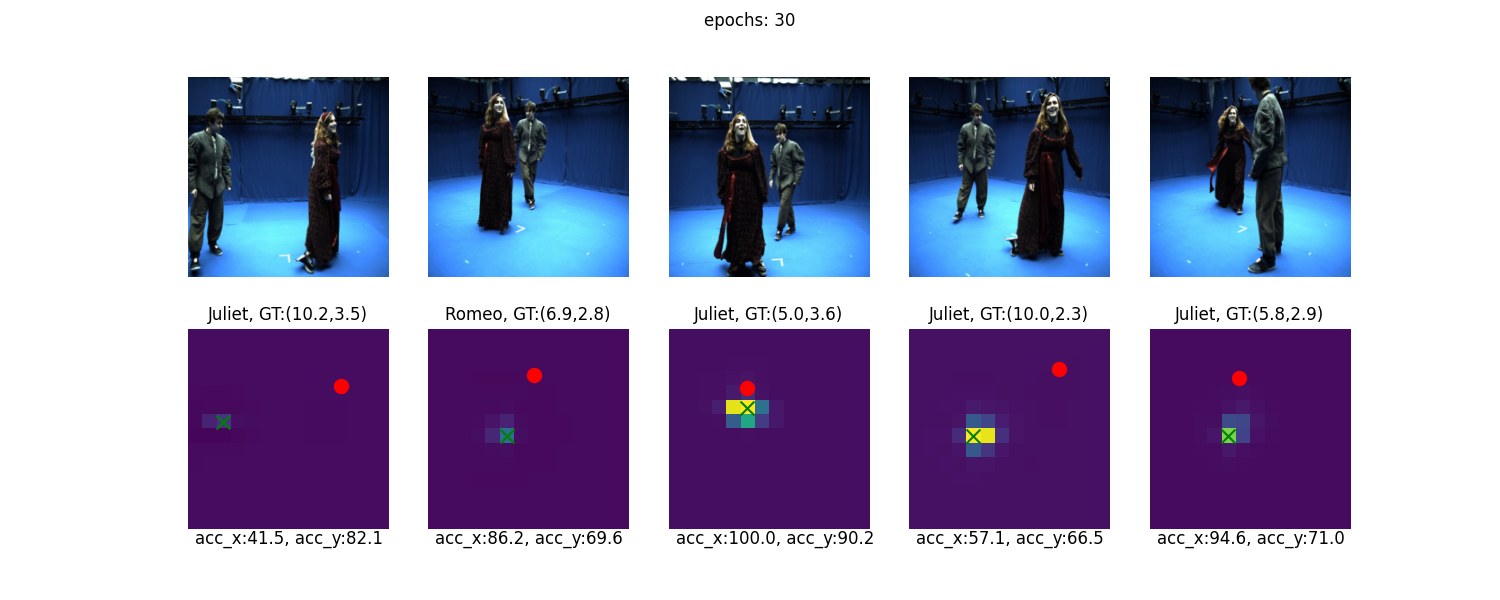 epochs: 30
Juliet, GT:(10.2,3.5)
Romeo, GT:(6.9,2.8)
Juliet, GT:(5.0,3.6)
Juliet, GT:(10.0,2.3)
Juliet, GT:(5.8,2.9)
acc_x:41.5, acc_y:82.1
acc_x:86.2, acc_y:69.6
acc_x:100.0, acc_y:90.2
acc_x:57.1, acc_y:66.5
acc_x:94.6, acc_y:71.0